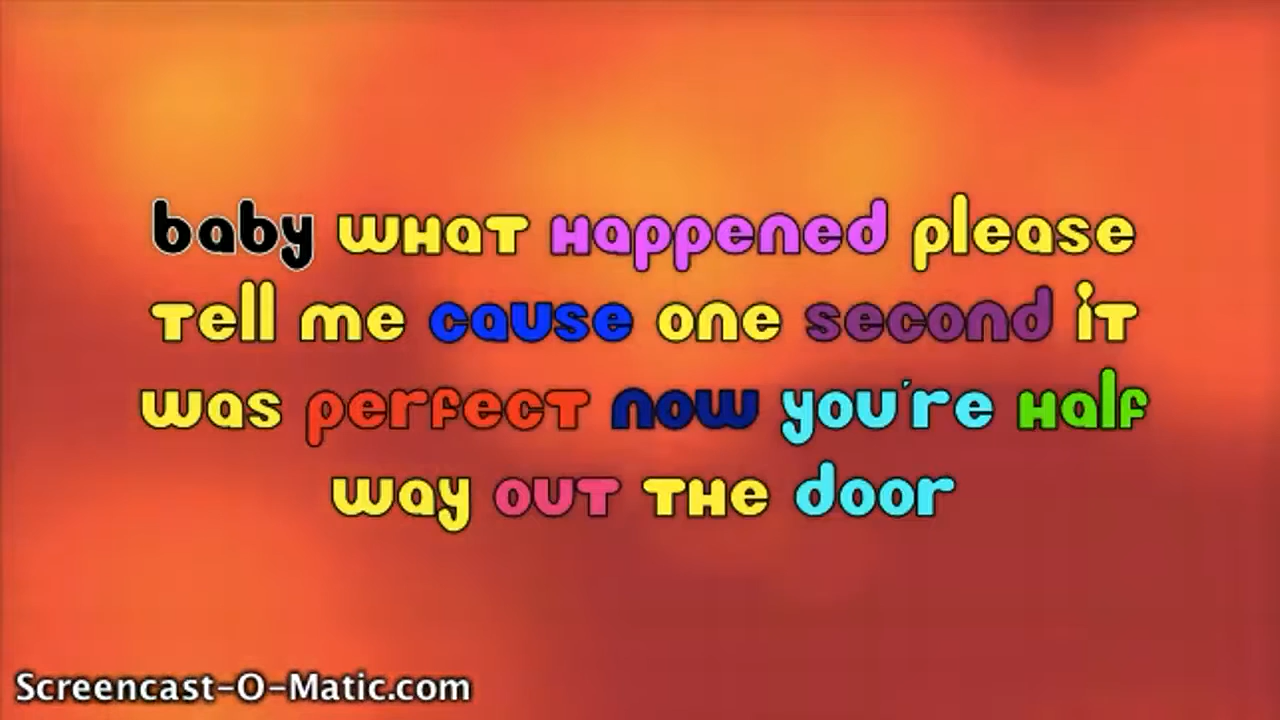 baby what happened please
tell me cause one second it
was perfect now you're half
way out the door
Screencast-O-Matic.com